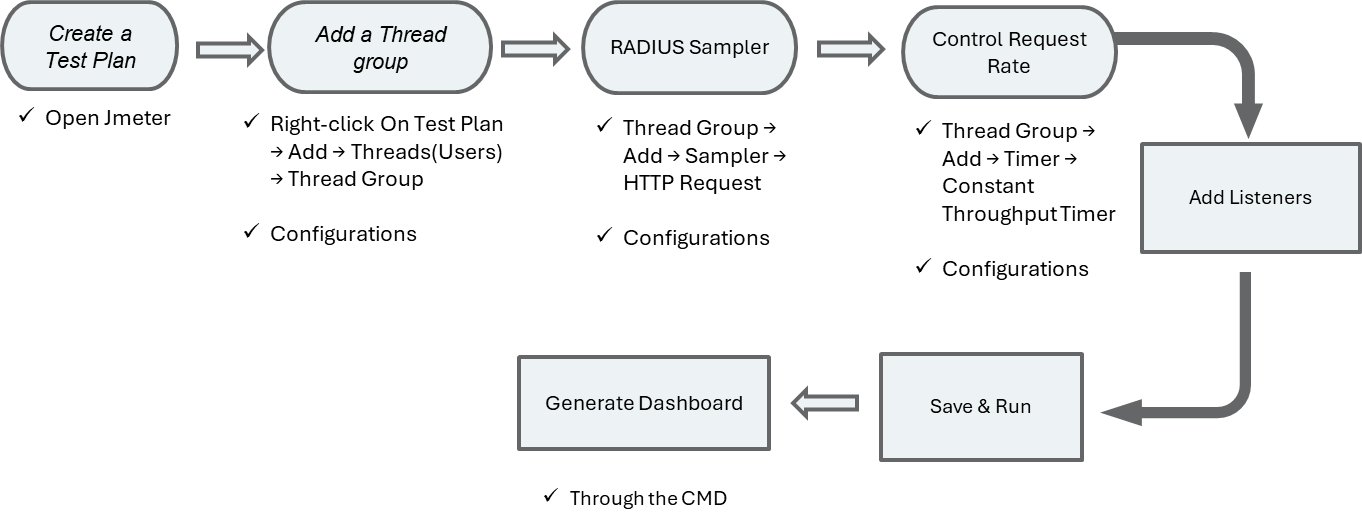 Create a
Test Plan
✓ Open Jmeter
Add a Thread
group
✓ Right-click On Test Plan
→ Add → Threads(Users)
→ Thread Group
✓ Configurations
RADIUS Sampler
✓ Thread Group →
Add → Sampler →
HTTP Request
✓ Configurations
Control Request
Rate
✓ Thread Group →
Add → Timer →
Constant
Throughput Timer
✓ Configurations
Add Listeners
Save & Run
Generate Dashboard
✓ Through the CMD